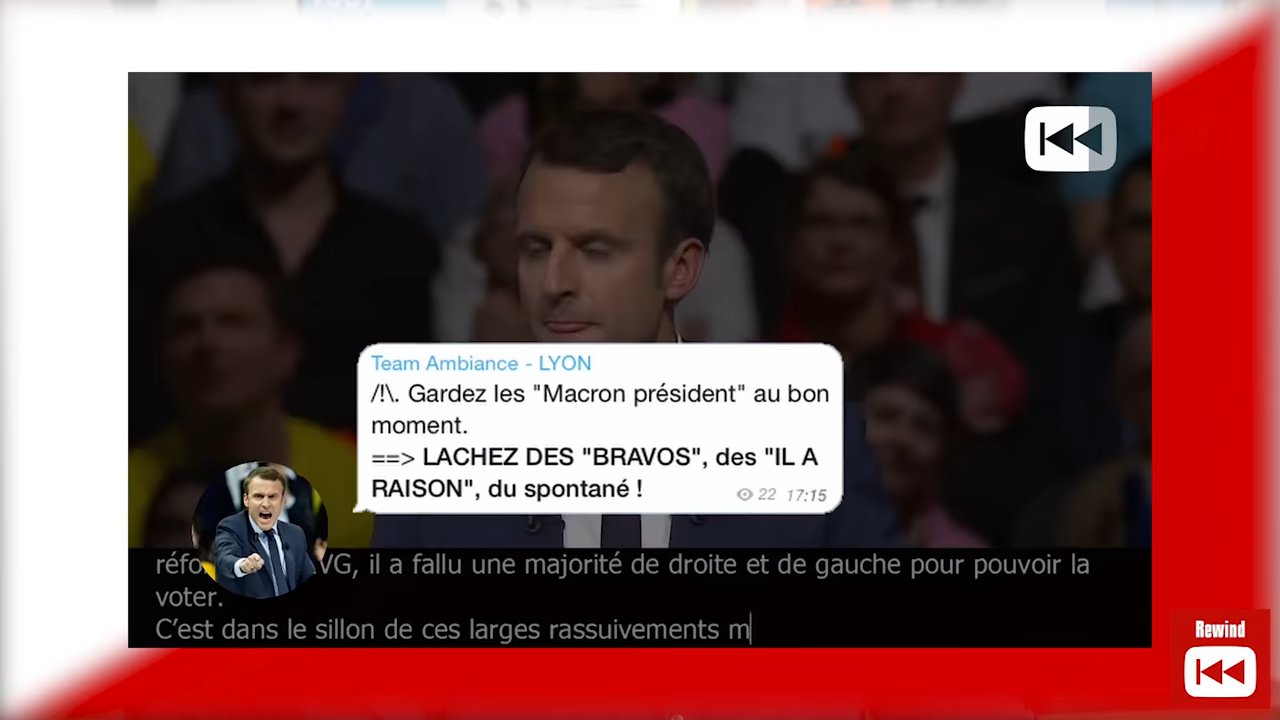 Team Ambiance - LYON
/!\. Gardez les "Macron président" au bon
moment.
==> LACHEZ DES "BRAVOS", des "IL A
RAISON", du spontané !
22 17:15
réfo VG, il a fallu une majorité de droite et de gauche pour pouvoir la
voter.
C'est dans le sillon de ces larges rassuivements m
Rewind